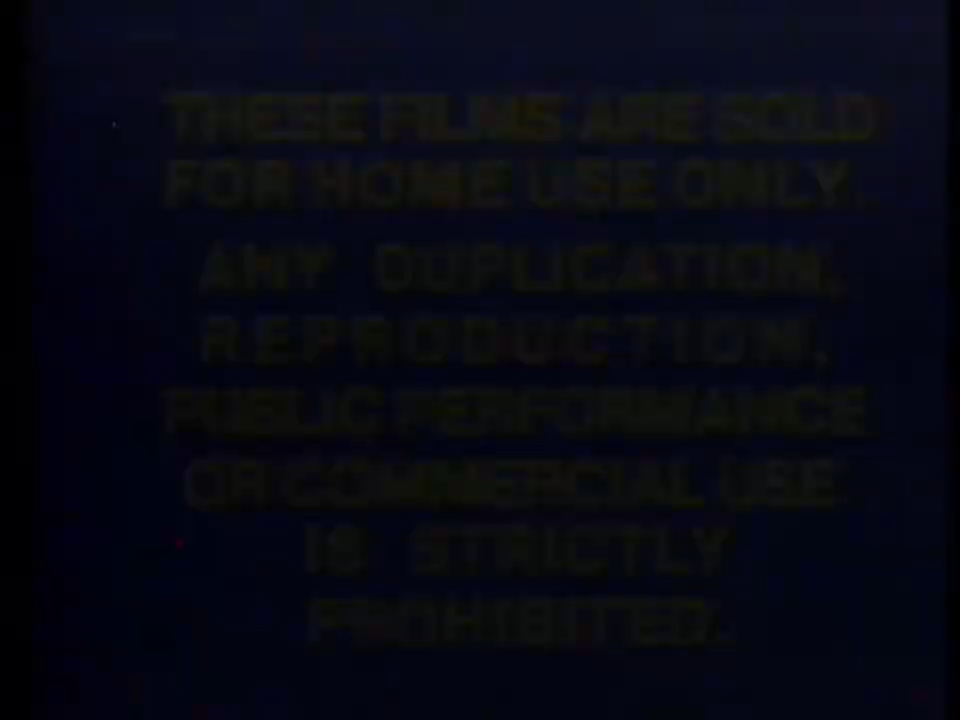 THESE FILMS ARE SOLD
FOR HOME USE ONLY.
ANY DUPLICATION,
REPRODUCTION,
PUBLIC PERFORMANCE
OR COMMERCIAL USE
IS STRICTLY
PROHIBITED.